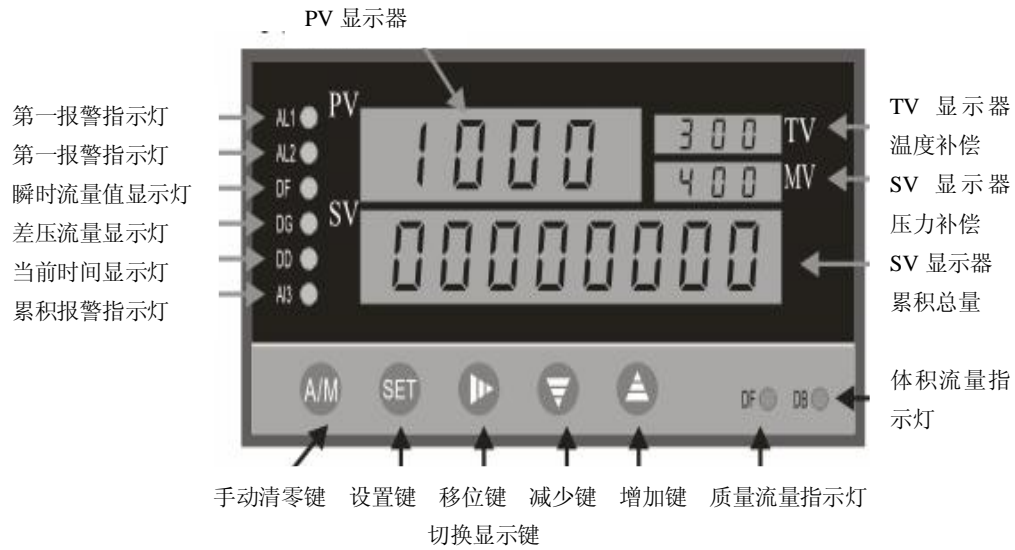 PV 显示器
第一报警指示灯
第一报警指示灯
瞬时流量值显示灯
差压流量显示灯
当前时间显示灯
累积报警指示灯
AL1
AL2
DF
DG
DD
AI3
PV
1000
SV
00000000
300
TV
400
MV
TV 显示器
温度补偿
SV 显示器
压力补偿
SV 显示器
累积总量
体积流量指
示灯
A/M
SET
DF
DB
手动清零键
设置键
移位键
减少键
增加键
质量流量指示灯
切换显示键